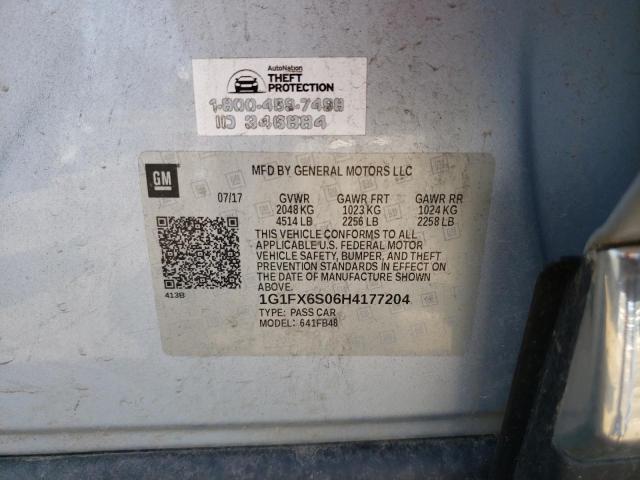 AutoNation
THEFT
PROTECTION
1-800-459-7498
ID 346884
GM
MFD BY GENERAL MOTORS LLC
07/17 GVWR GAWR FRT GAWR RR
2048 KG 1023 KG 1024 KG
4514 LB 2256 LB 2258 LB
THIS VEHICLE CONFORMS TO ALL
APPLICABLE U.S. FEDERAL MOTOR
VEHICLE SAFETY, BUMPER, AND THEFT
PREVENTION STANDARDS IN EFFECT ON
THE DATE OF MANUFACTURE SHOWN
ABOVE.
413B
1G1FX6S06H4177204
TYPE: PASS CAR
MODEL: 641FB48